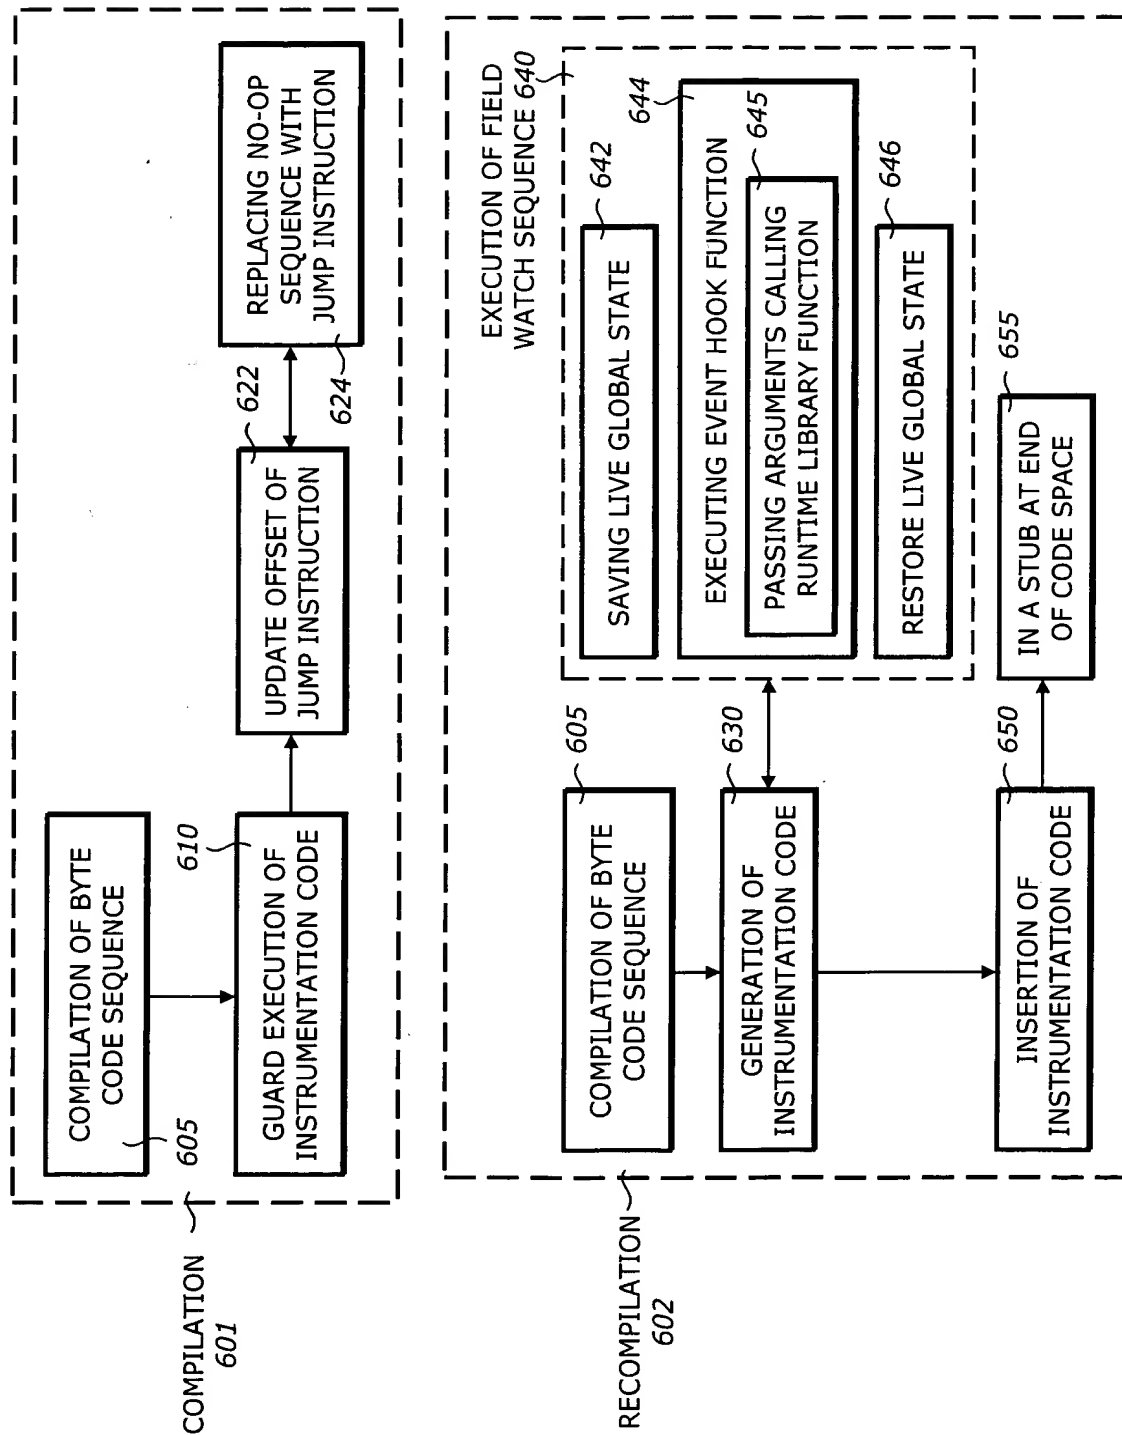 COMPILATION
601
COMPILATION OF BYTE
CODE SEQUENCE
605
GUARD EXECUTION OF
INSTRUMENTATION CODE
610
UPDATE OFFSET OF
JUMP INSTRUCTION
622
REPLACING NO-OP
SEQUENCE WITH
JUMP INSTRUCTION
624
RECOMPILATION
602
COMPILATION OF BYTE
CODE SEQUENCE
605
GENERATION OF
INSTRUMENTATION CODE
630
INSERTION OF
INSTRUMENTATION CODE
650
EXECUTION OF FIELD
WATCH SEQUENCE 640
SAVING LIVE GLOBAL STATE
642
EXECUTING EVENT HOOK FUNCTION
644
PASSING ARGUMENTS CALLING
RUNTIME LIBRARY FUNCTION
645
RESTORE LIVE GLOBAL STATE
646
IN A STUB AT END
OF CODE SPACE
655